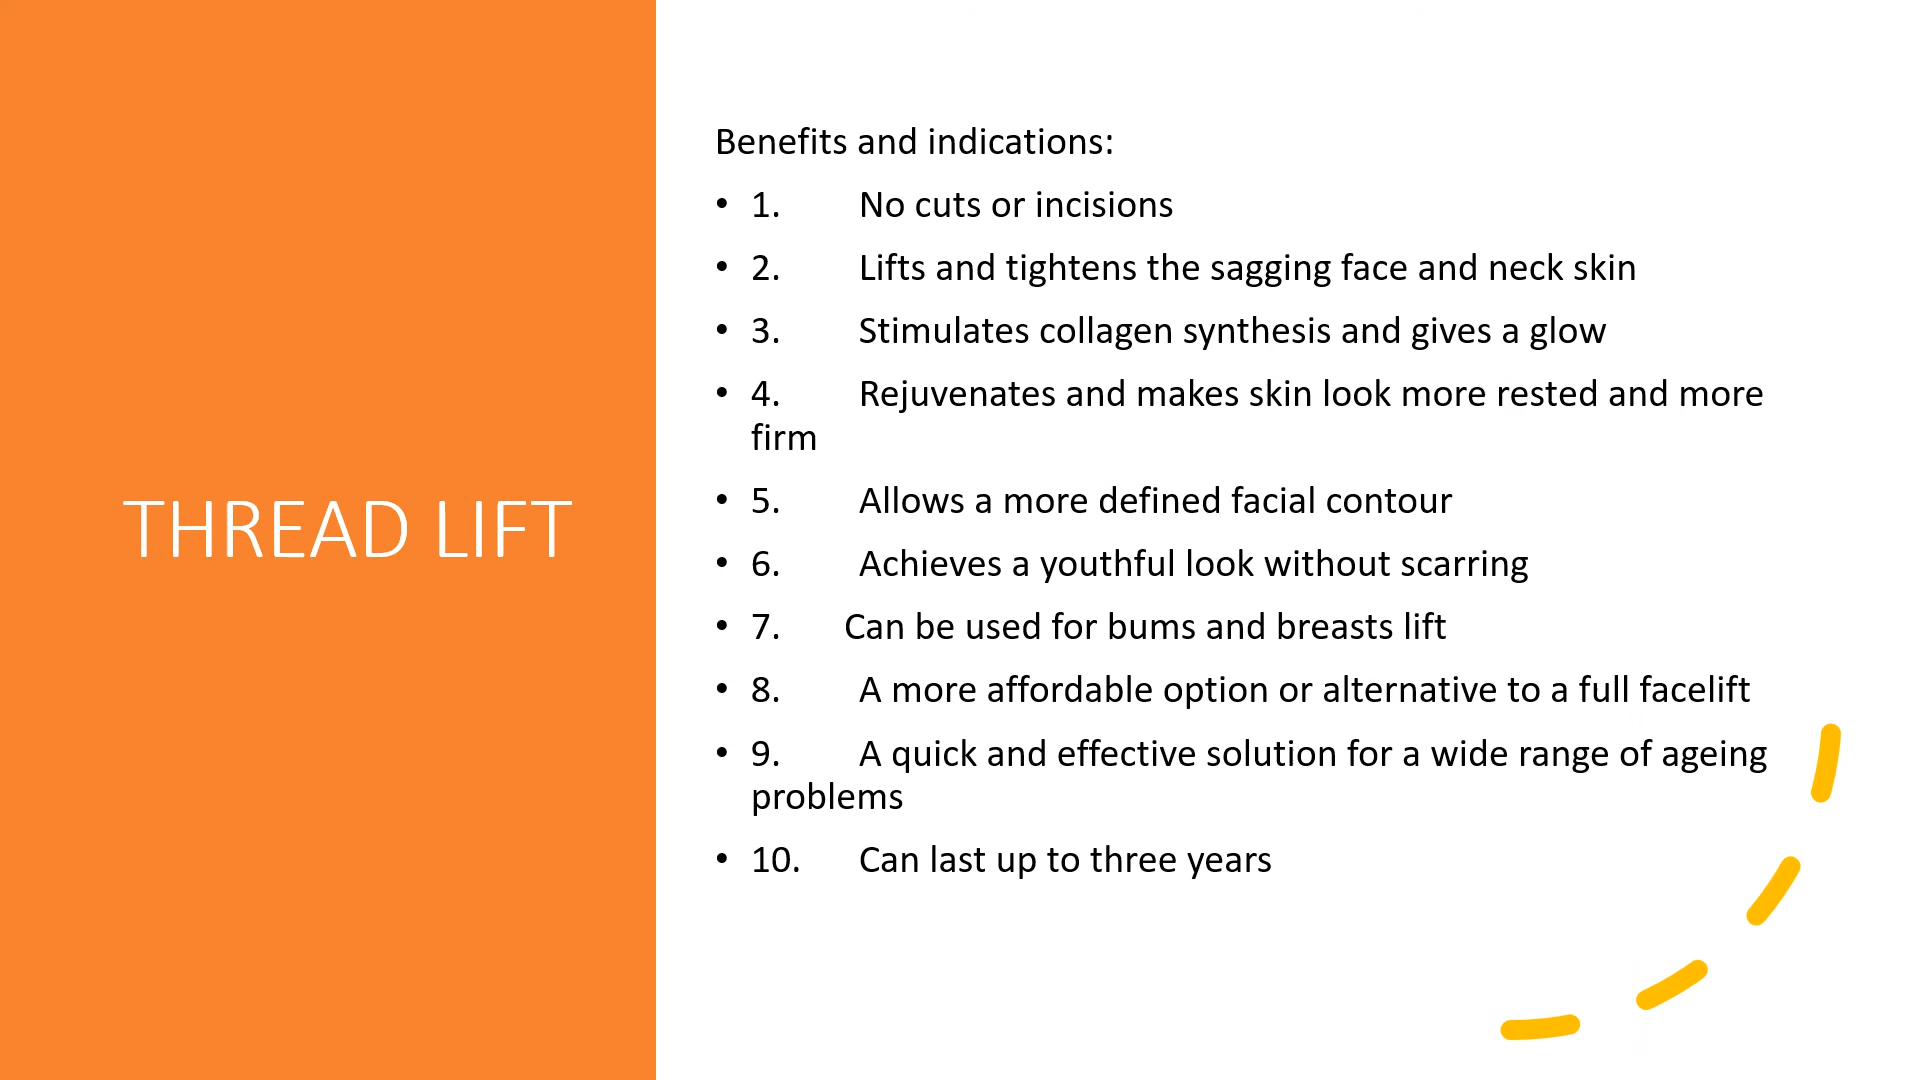 THREAD LIFT
Benefits and indications:
• 1. No cuts or incisions
• 2. Lifts and tightens the sagging face and neck skin
• 3. Stimulates collagen synthesis and gives a glow
• 4. Rejuvenates and makes skin look more rested and more
firm
• 5. Allows a more defined facial contour
• 6. Achieves a youthful look without scarring
• 7. Can be used for bums and breasts lift
• 8. A more affordable option or alternative to a full facelift
• 9. A quick and effective solution for a wide range of ageing
problems
• 10. Can last up to three years